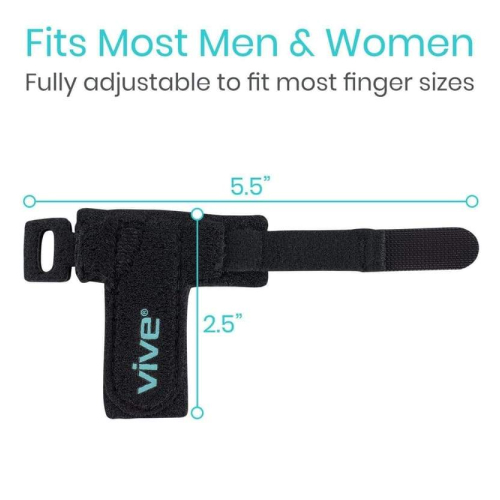 Fits Most Men & Women
Fully adjustable to fit most finger sizes
5.5”
2.5”
vive®